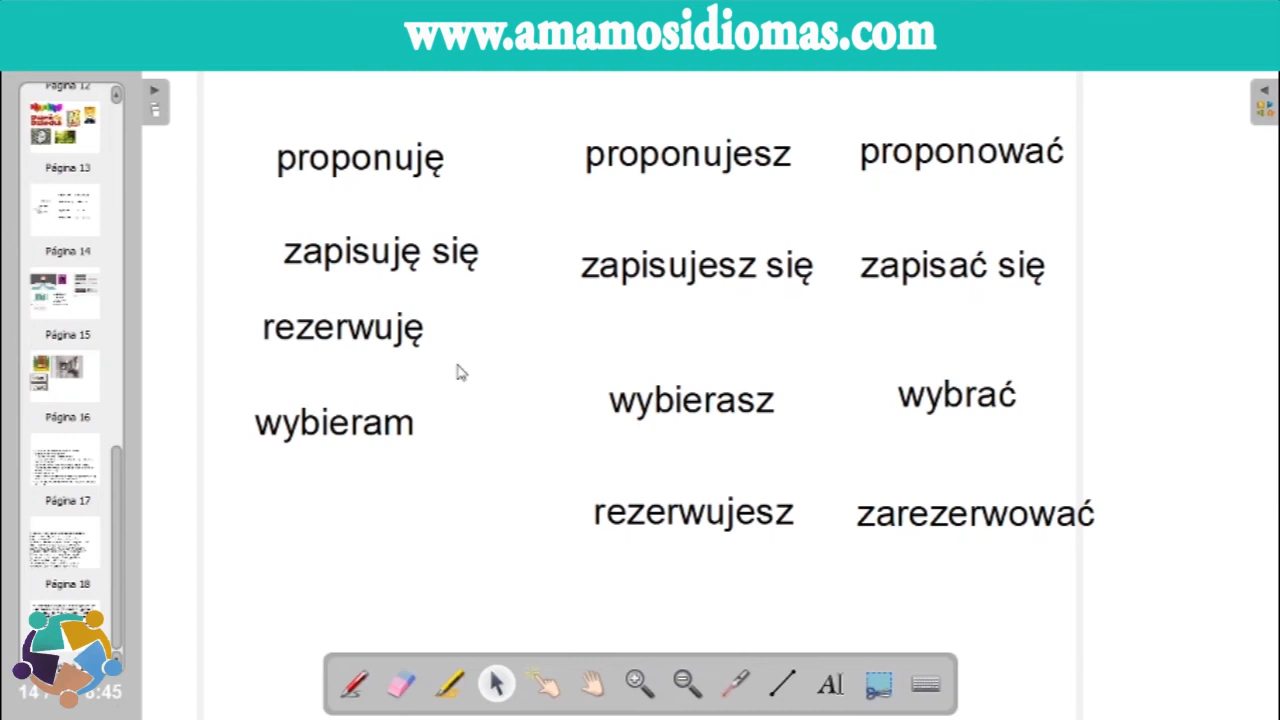 www.amamosidiomas.com
Página 12
Página 13
Página 14
Página 15
Página 16
Página 17
Página 18
proponuję proponujesz proponować
zapisuję się zapisujesz się zapisać się
rezerwuję
wybieram wybierasz wybrać
rezerwujesz zarezerwować
AI